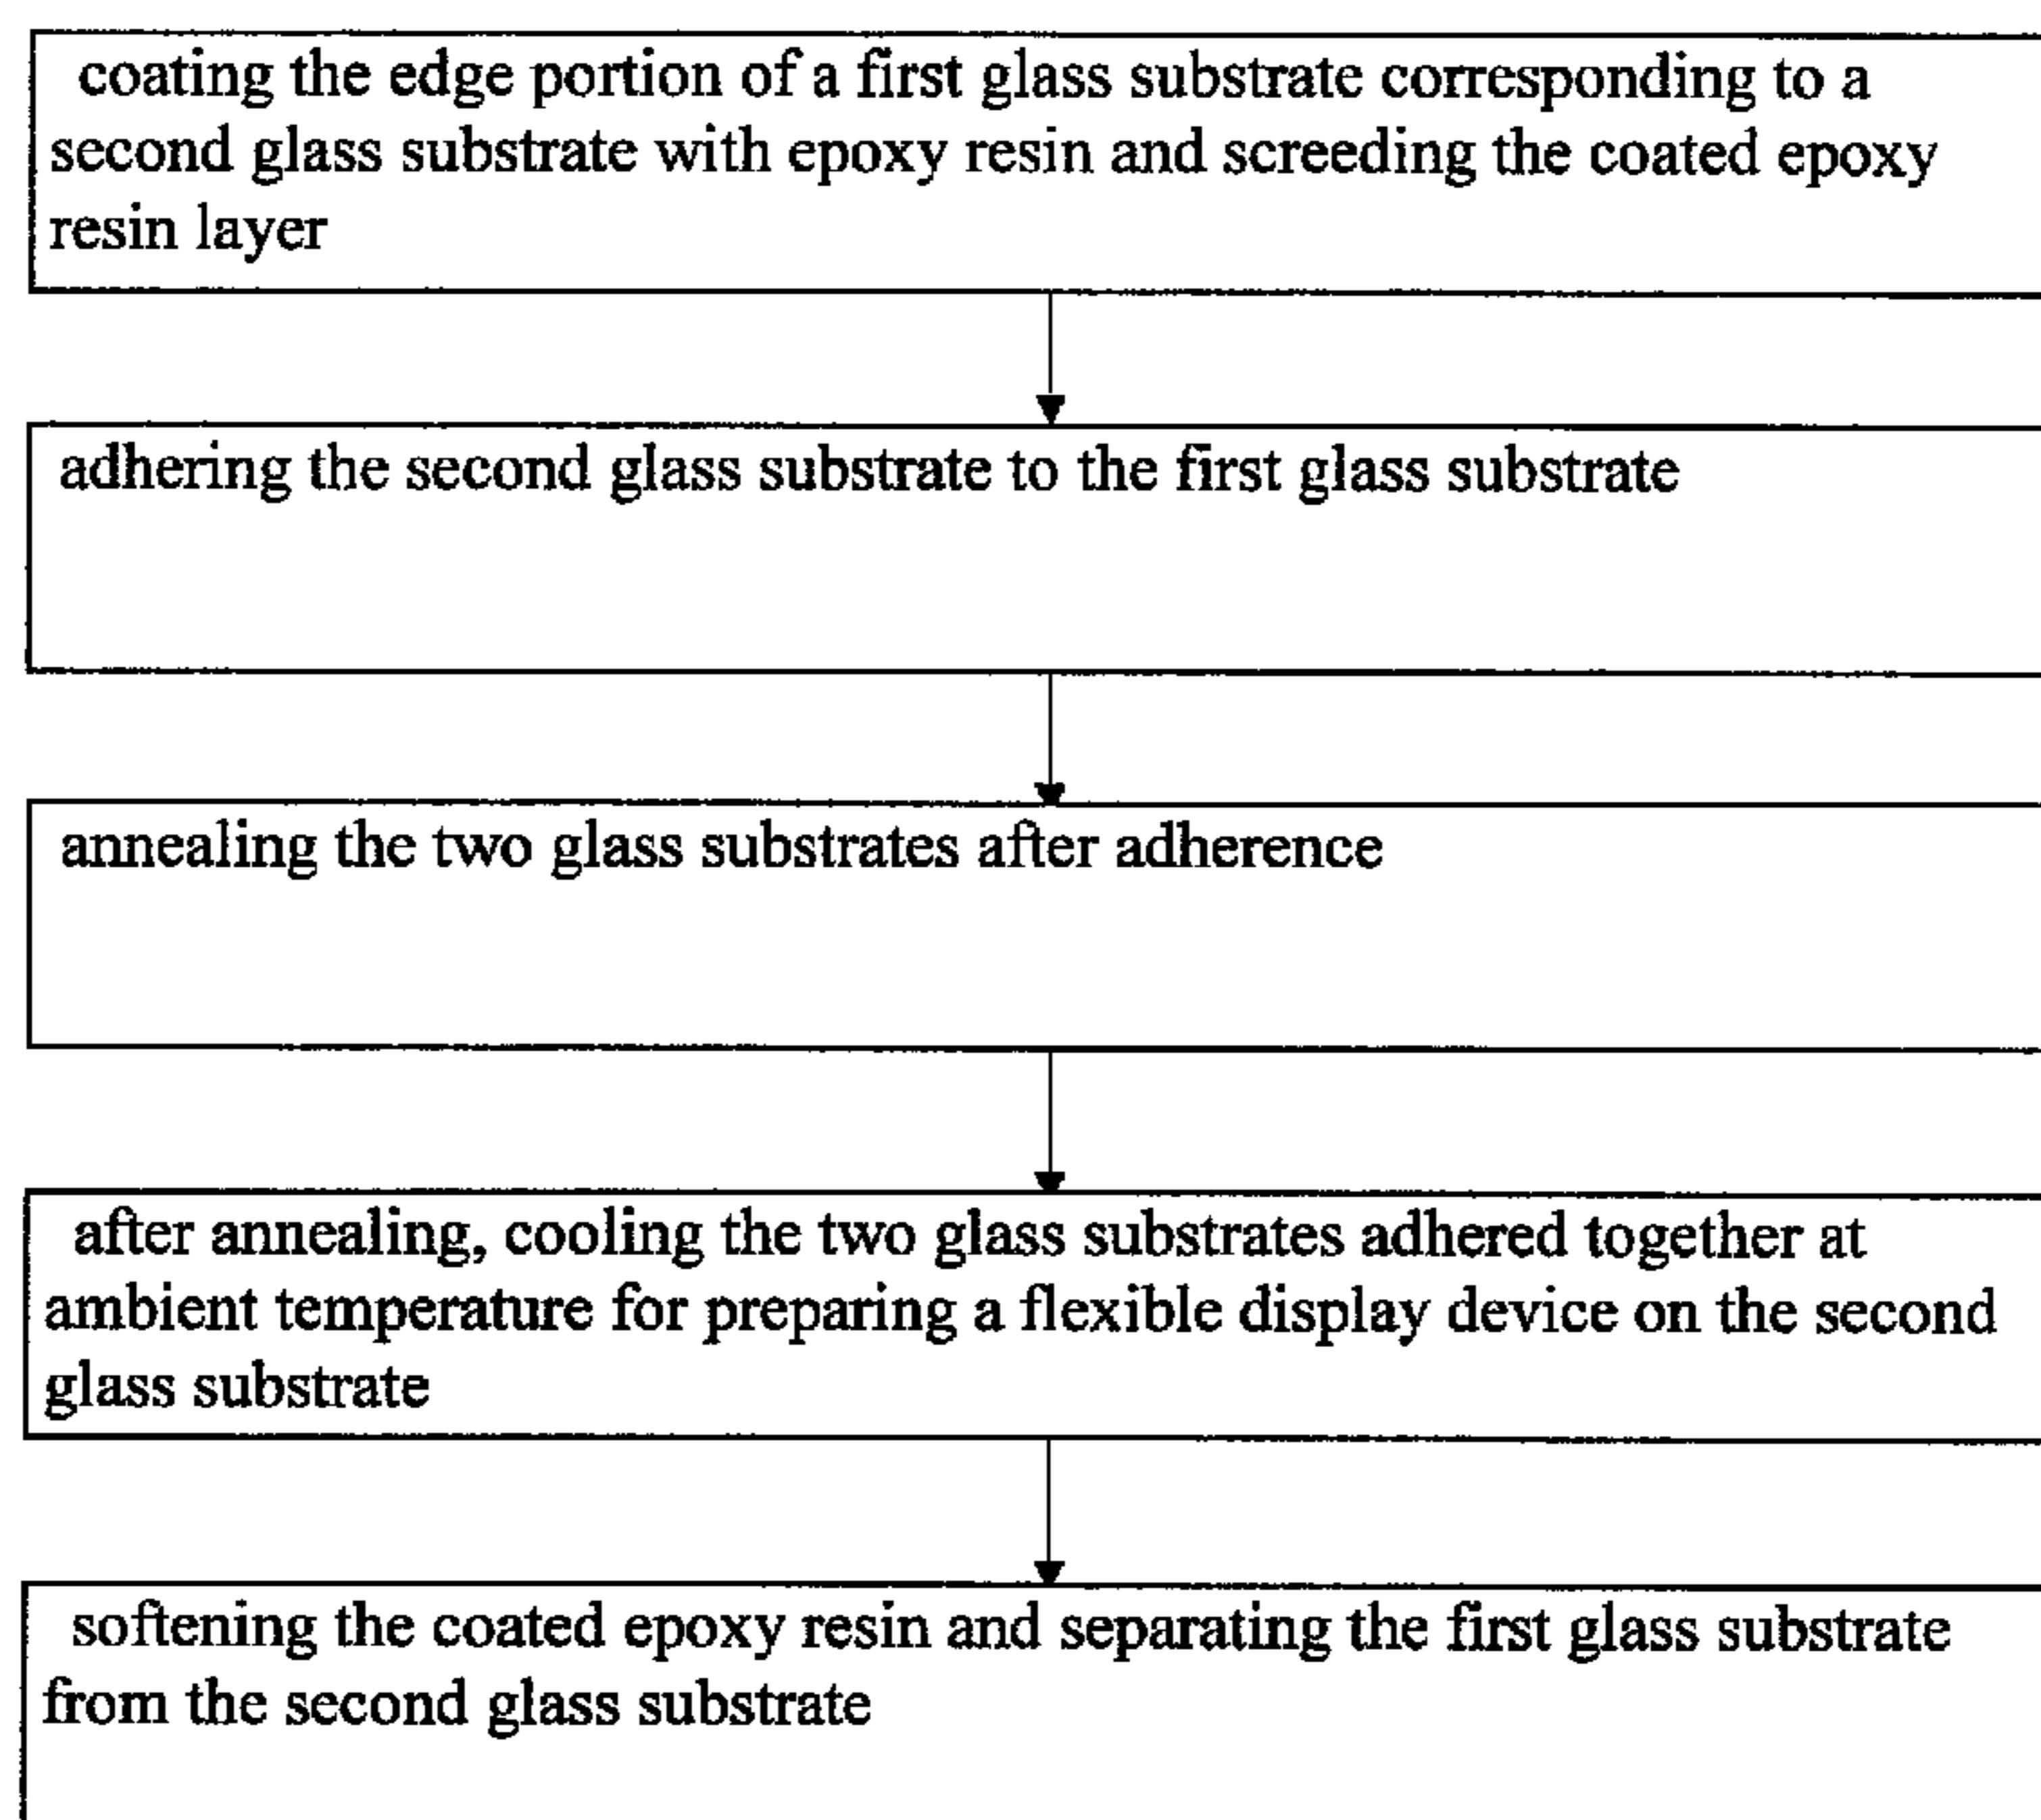 coating the edge portion of a first glass substrate corresponding to a
second glass substrate with epoxy resin and screeding the coated epoxy
resin layer
adhering the second glass substrate to the first glass substrate
annealing the two glass substrates after adherence
after annealing, cooling the two glass substrates adhered together at
ambient temperature for preparing a flexible display device on the second
glass substrate
softening the coated epoxy resin and separating the first glass substrate
from the second glass substrate